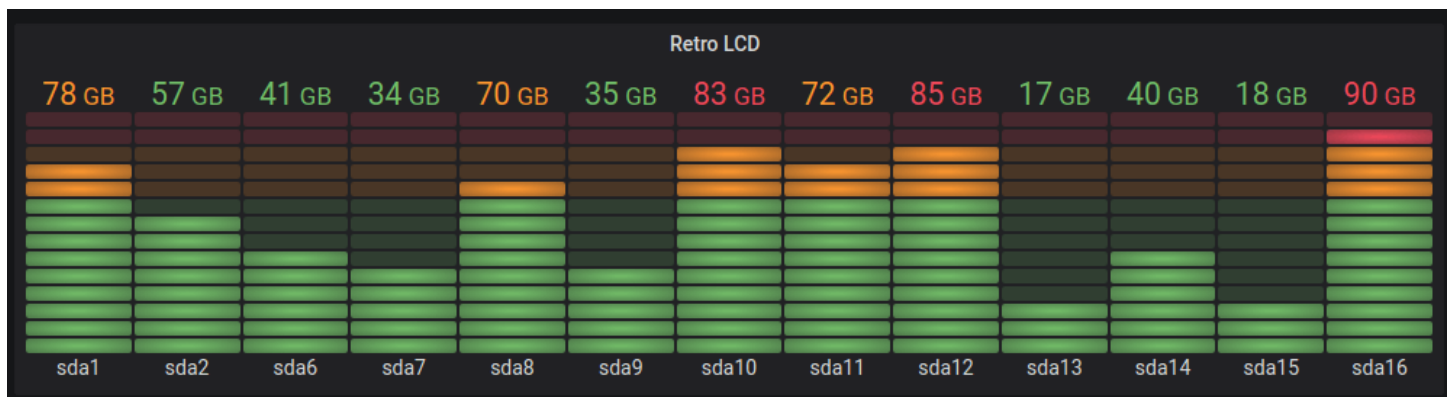 Retro LCD
78 GB 57 GB 41 GB 34 GB 70 GB 35 GB 83 GB 72 GB 85 GB 17 GB 40 GB 18 GB 90 GB
sda1 sda2 sda6 sda7 sda8 sda9 sda10 sda11 sda12 sda13 sda14 sda15 sda16